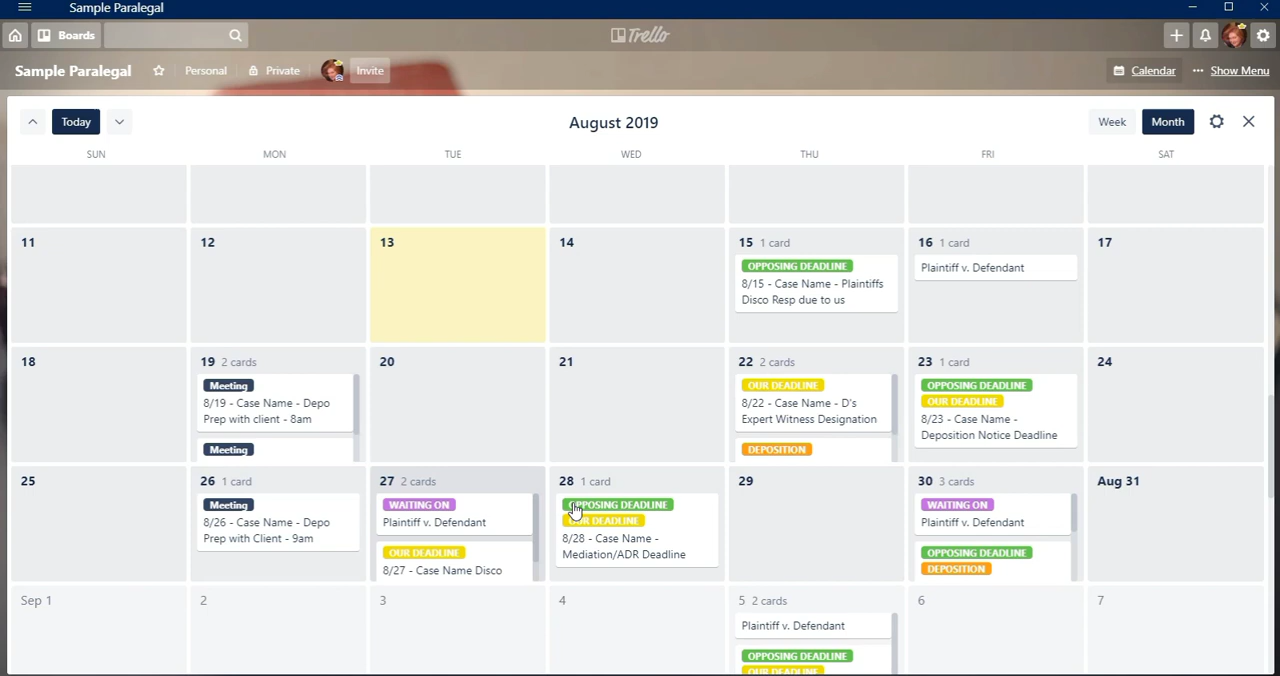 Sample Paralegal
Boards
Trello
Sample Paralegal
Personal
Private
Invite
Calendar
Show Menu
Today
August 2019
Week
Month
SUN
MON
TUE
WED
THU
FRI
SAT
11
12
13
14
15 1 card
OPPOSING DEADLINE
8/15 - Case Name - Plaintiffs
Disco Resp due to us
16 1 card
Plaintiff v. Defendant
17
18
19 2 cards
Meeting
8/19 - Case Name - Depo
Prep with client - 8am
Meeting
20
21
22 2 cards
OUR DEADLINE
8/22 - Case Name - D's
Expert Witness Designation
DEPOSITION
23 1 card
OPPOSING DEADLINE
OUR DEADLINE
8/23 - Case Name -
Deposition Notice Deadline
24
25
26 1 card
Meeting
8/26 - Case Name - Depo
Prep with Client - 9am
27 2 cards
WAITING ON
Plaintiff v. Defendant
OUR DEADLINE
8/27 - Case Name Disco
28 1 card
OPPOSING DEADLINE
OUR DEADLINE
8/28 - Case Name -
Mediation/ADR Deadline
29
30 3 cards
WAITING ON
Plaintiff v. Defendant
OPPOSING DEADLINE
DEPOSITION
Aug 31
Sep 1
2
3
4
5 2 cards
Plaintiff v. Defendant
OPPOSING DEADLINE
OUR DEADLINE
6
7